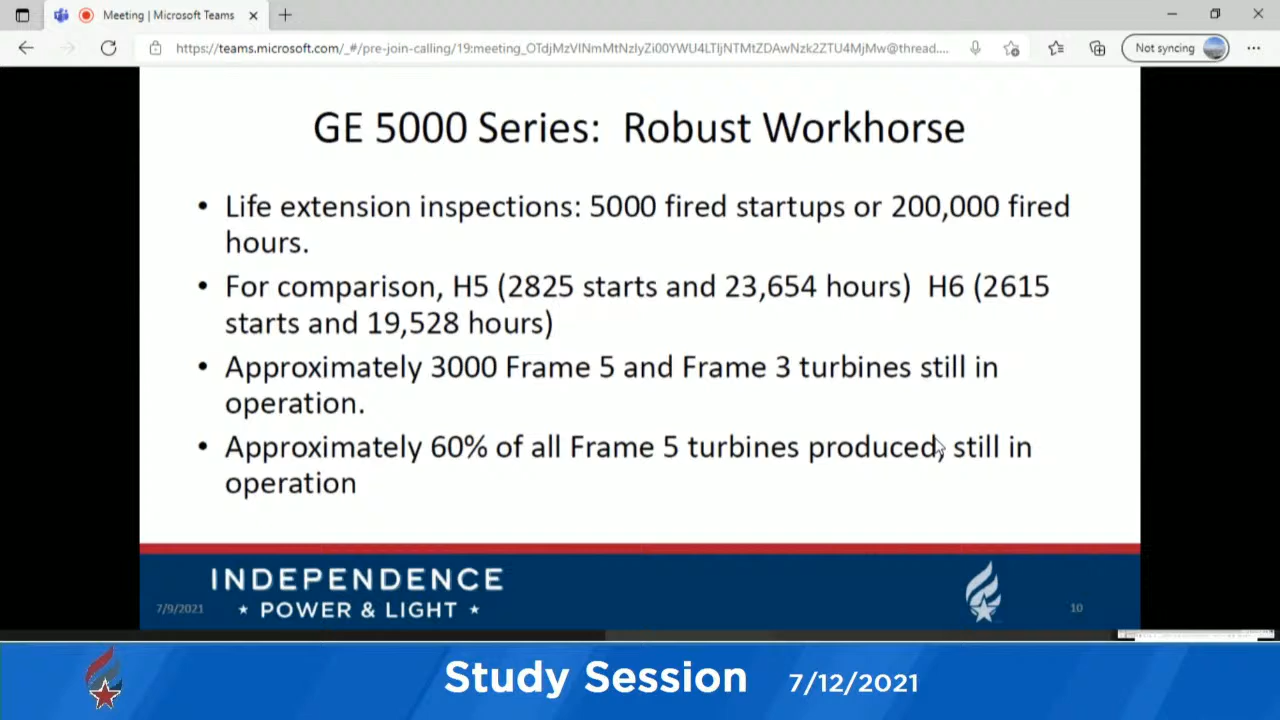 Meeting | Microsoft Teams
https://teams.microsoft.com/_#/pre-join-calling/19:meeting_OTdjMzVlNmMtNzIyZi00YWU4LTljNTMtZDAwNzk2ZTU4MjMw@thread....
Not syncing
GE 5000 Series: Robust Workhorse
• Life extension inspections: 5000 fired startups or 200,000 fired
hours.
• For comparison, H5 (2825 starts and 23,654 hours) H6 (2615
starts and 19,528 hours)
• Approximately 3000 Frame 5 and Frame 3 turbines still in
operation.
• Approximately 60% of all Frame 5 turbines produced, still in
operation
INDEPENDENCE
7/9/2021 ★ POWER & LIGHT ★ 10
Study Session 7/12/2021